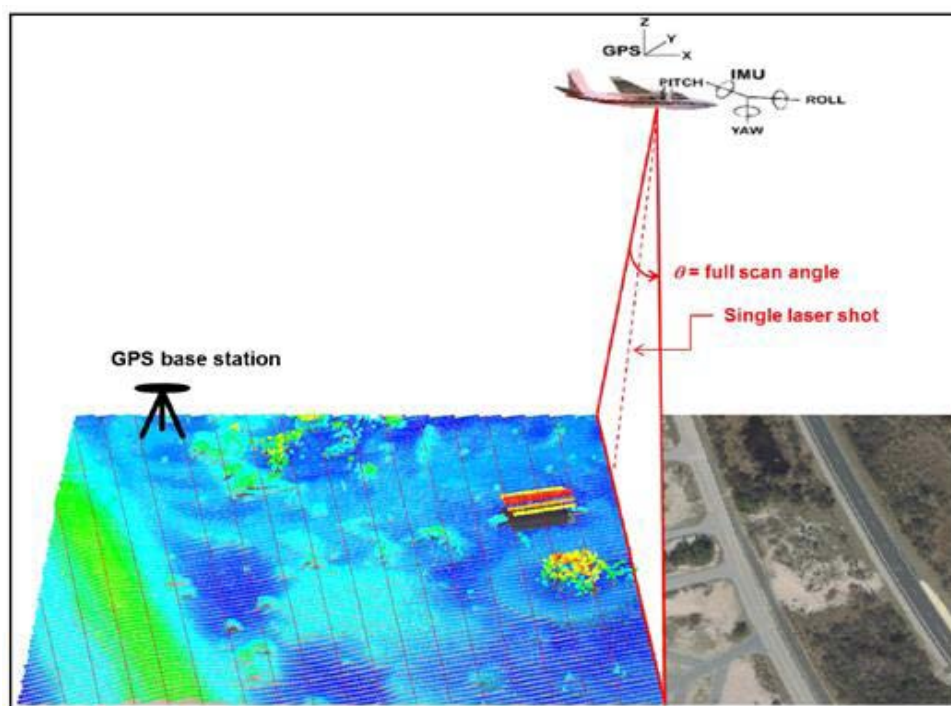 Z
Y
GPS
X
PITCH
IMU
ROLL
YAW
θ = full scan angle
Single laser shot
GPS base station